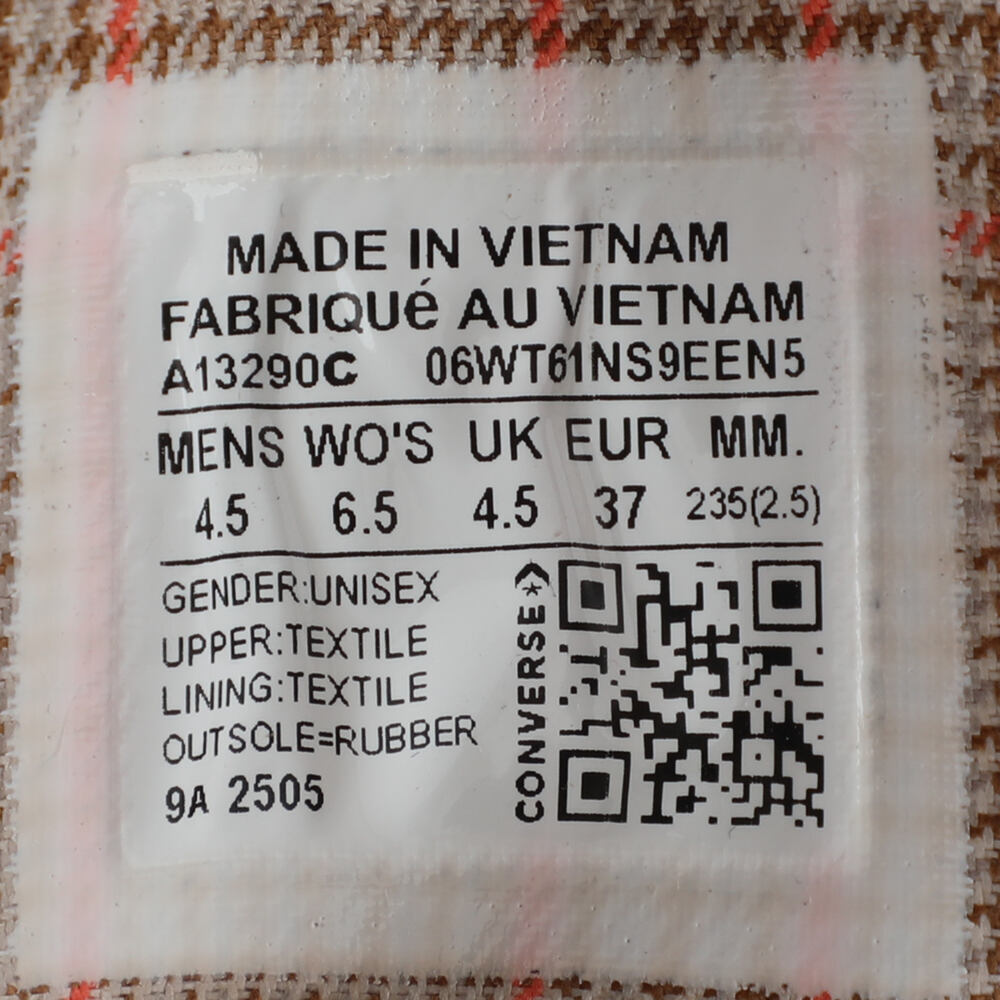 MADE IN VIETNAM
FABRIQUé AU VIETNAM
A13290C 06WT61NS9EEN5
MENS WO'S UK EUR MM.
4.5 6.5 4.5 37 235(2.5)
GENDER:UNISEX
UPPER:TEXTILE
LINING:TEXTILE
OUTSOLE=RUBBER
9A 2505
CONVERSE